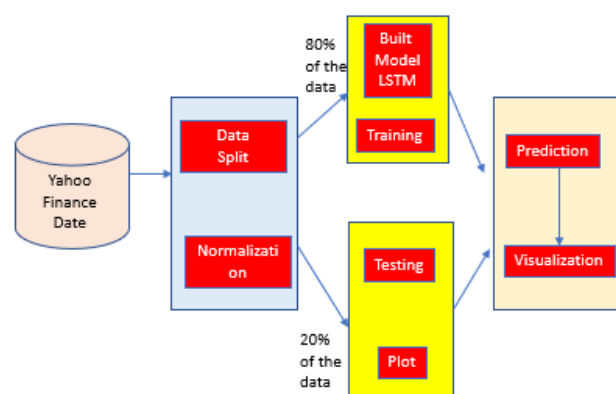 Yahoo
Finance
Date
Data
Split
Normalizati
on
80%
of the
data
Built
Model
LSTM
Training
20%
of the
data
Testing
Plot
Prediction
Visualization